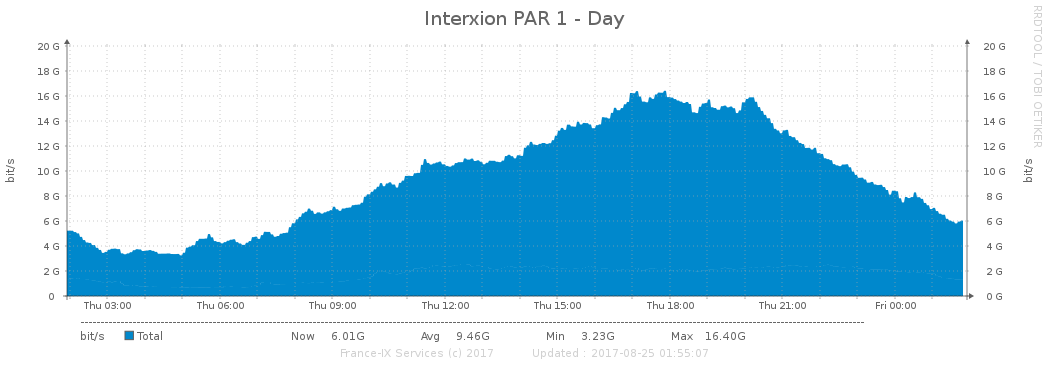 Interxion PAR 1 - Day
RRDTOOL / TOBI OETIKER
20 G 20 G
18 G 18 G
16 G 16 G
14 G 14 G
12 G 12 G
10 G 10 G
8 G 8 G
6 G 6 G
4 G 4 G
2 G 2 G
0 0 G
bit/s
bit/s
Thu 03:00 Thu 06:00 Thu 09:00 Thu 12:00 Thu 15:00 Thu 18:00 Thu 21:00 Fri 00:00
bit/s Total Now 6.01G Avg 9.46G Min 3.23G Max 16.40G
France-IX Services (c) 2017 Updated : 2017-08-25 01:55:07